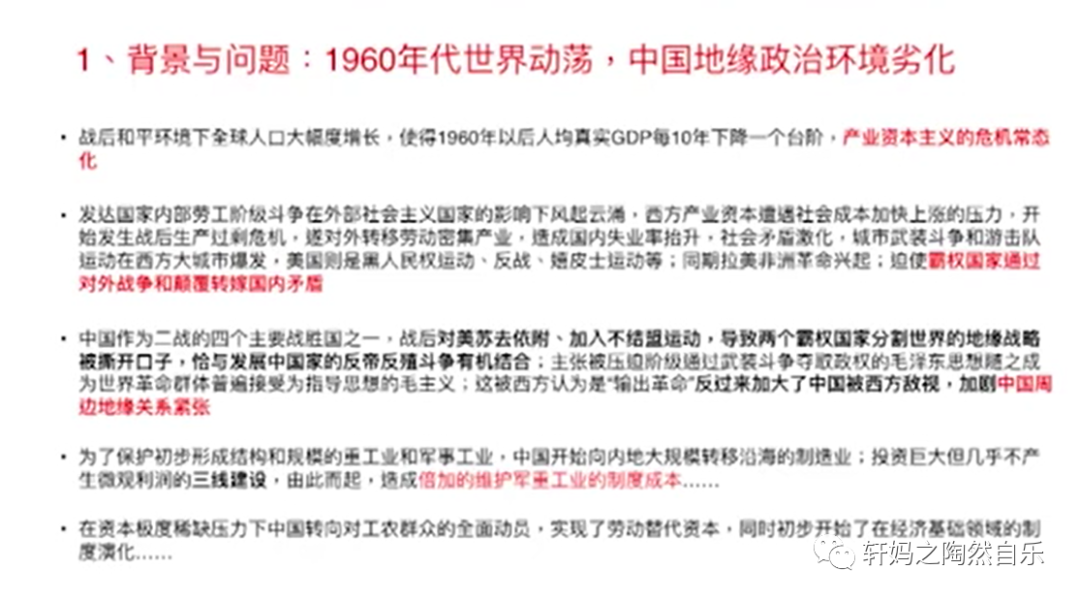 1、背景与问题：1960年代世界动荡，中国地缘政治环境劣化
• 战后和平环境下全球人口大幅度增长，使得1960年以后人均真实GDP每10年下降一个台阶，产业资本主义的危机常态
化
• 发达国家内部劳工阶级斗争在外部社会主义国家的影响下风起云涌，西方产业资本遭遇社会成本加快上涨的压力，开
始发生战后生产过剩危机，遂对外转移劳动密集产业，造成国内失业率抬升，社会矛盾激化，城市武装斗争和游击队
运动在西方大城市爆发，美国则是黑人民权运动、反战、嬉皮士运动等；同期拉美非洲革命兴起；迫使霸权国家通过
对外战争和颠覆转嫁国内矛盾
• 中国作为二战的四个主要战胜国之一，战后对美苏去依附、加入不结盟运动，导致两个霸权国家分割世界的地缘战略
被撕开口子，恰与发展中国家的反帝反殖斗争有机结合；主张被压迫阶级通过武装斗争夺取政权的毛泽东思想随之成
为世界革命群体普遍接受为指导思想的毛主义；这被西方认为是“输出革命”反过来加大了中国被西方敌视，加剧中国周
边地缘关系紧张
• 为了保护初步形成结构和规模的重工业和军事工业，中国开始向内地大规模转移沿海的制造业；投资巨大但几乎不产
生微观利润的三线建设，由此而起，造成倍加的维护军重工业的制度成本……
• 在资本极度稀缺压力下中国转向对工农群众的全面动员，实现了劳动替代资本，同时初步开始了在经济基础领域的制
度演化……
轩妈之陶然自乐